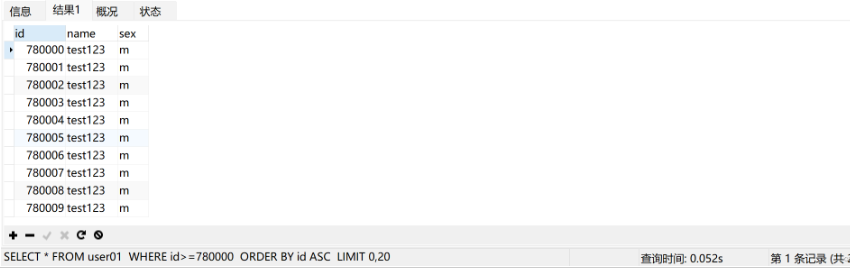 信息 结果1 概况 状态
id name sex
780000 test123 m
780001 test123 m
780002 test123 m
780003 test123 m
780004 test123 m
780005 test123 m
780006 test123 m
780007 test123 m
780008 test123 m
780009 test123 m
SELECT * FROM user01 WHERE id>=780000 ORDER BY id ASC LIMIT 0,20 查询时间: 0.052s 第 1 条记录 (共